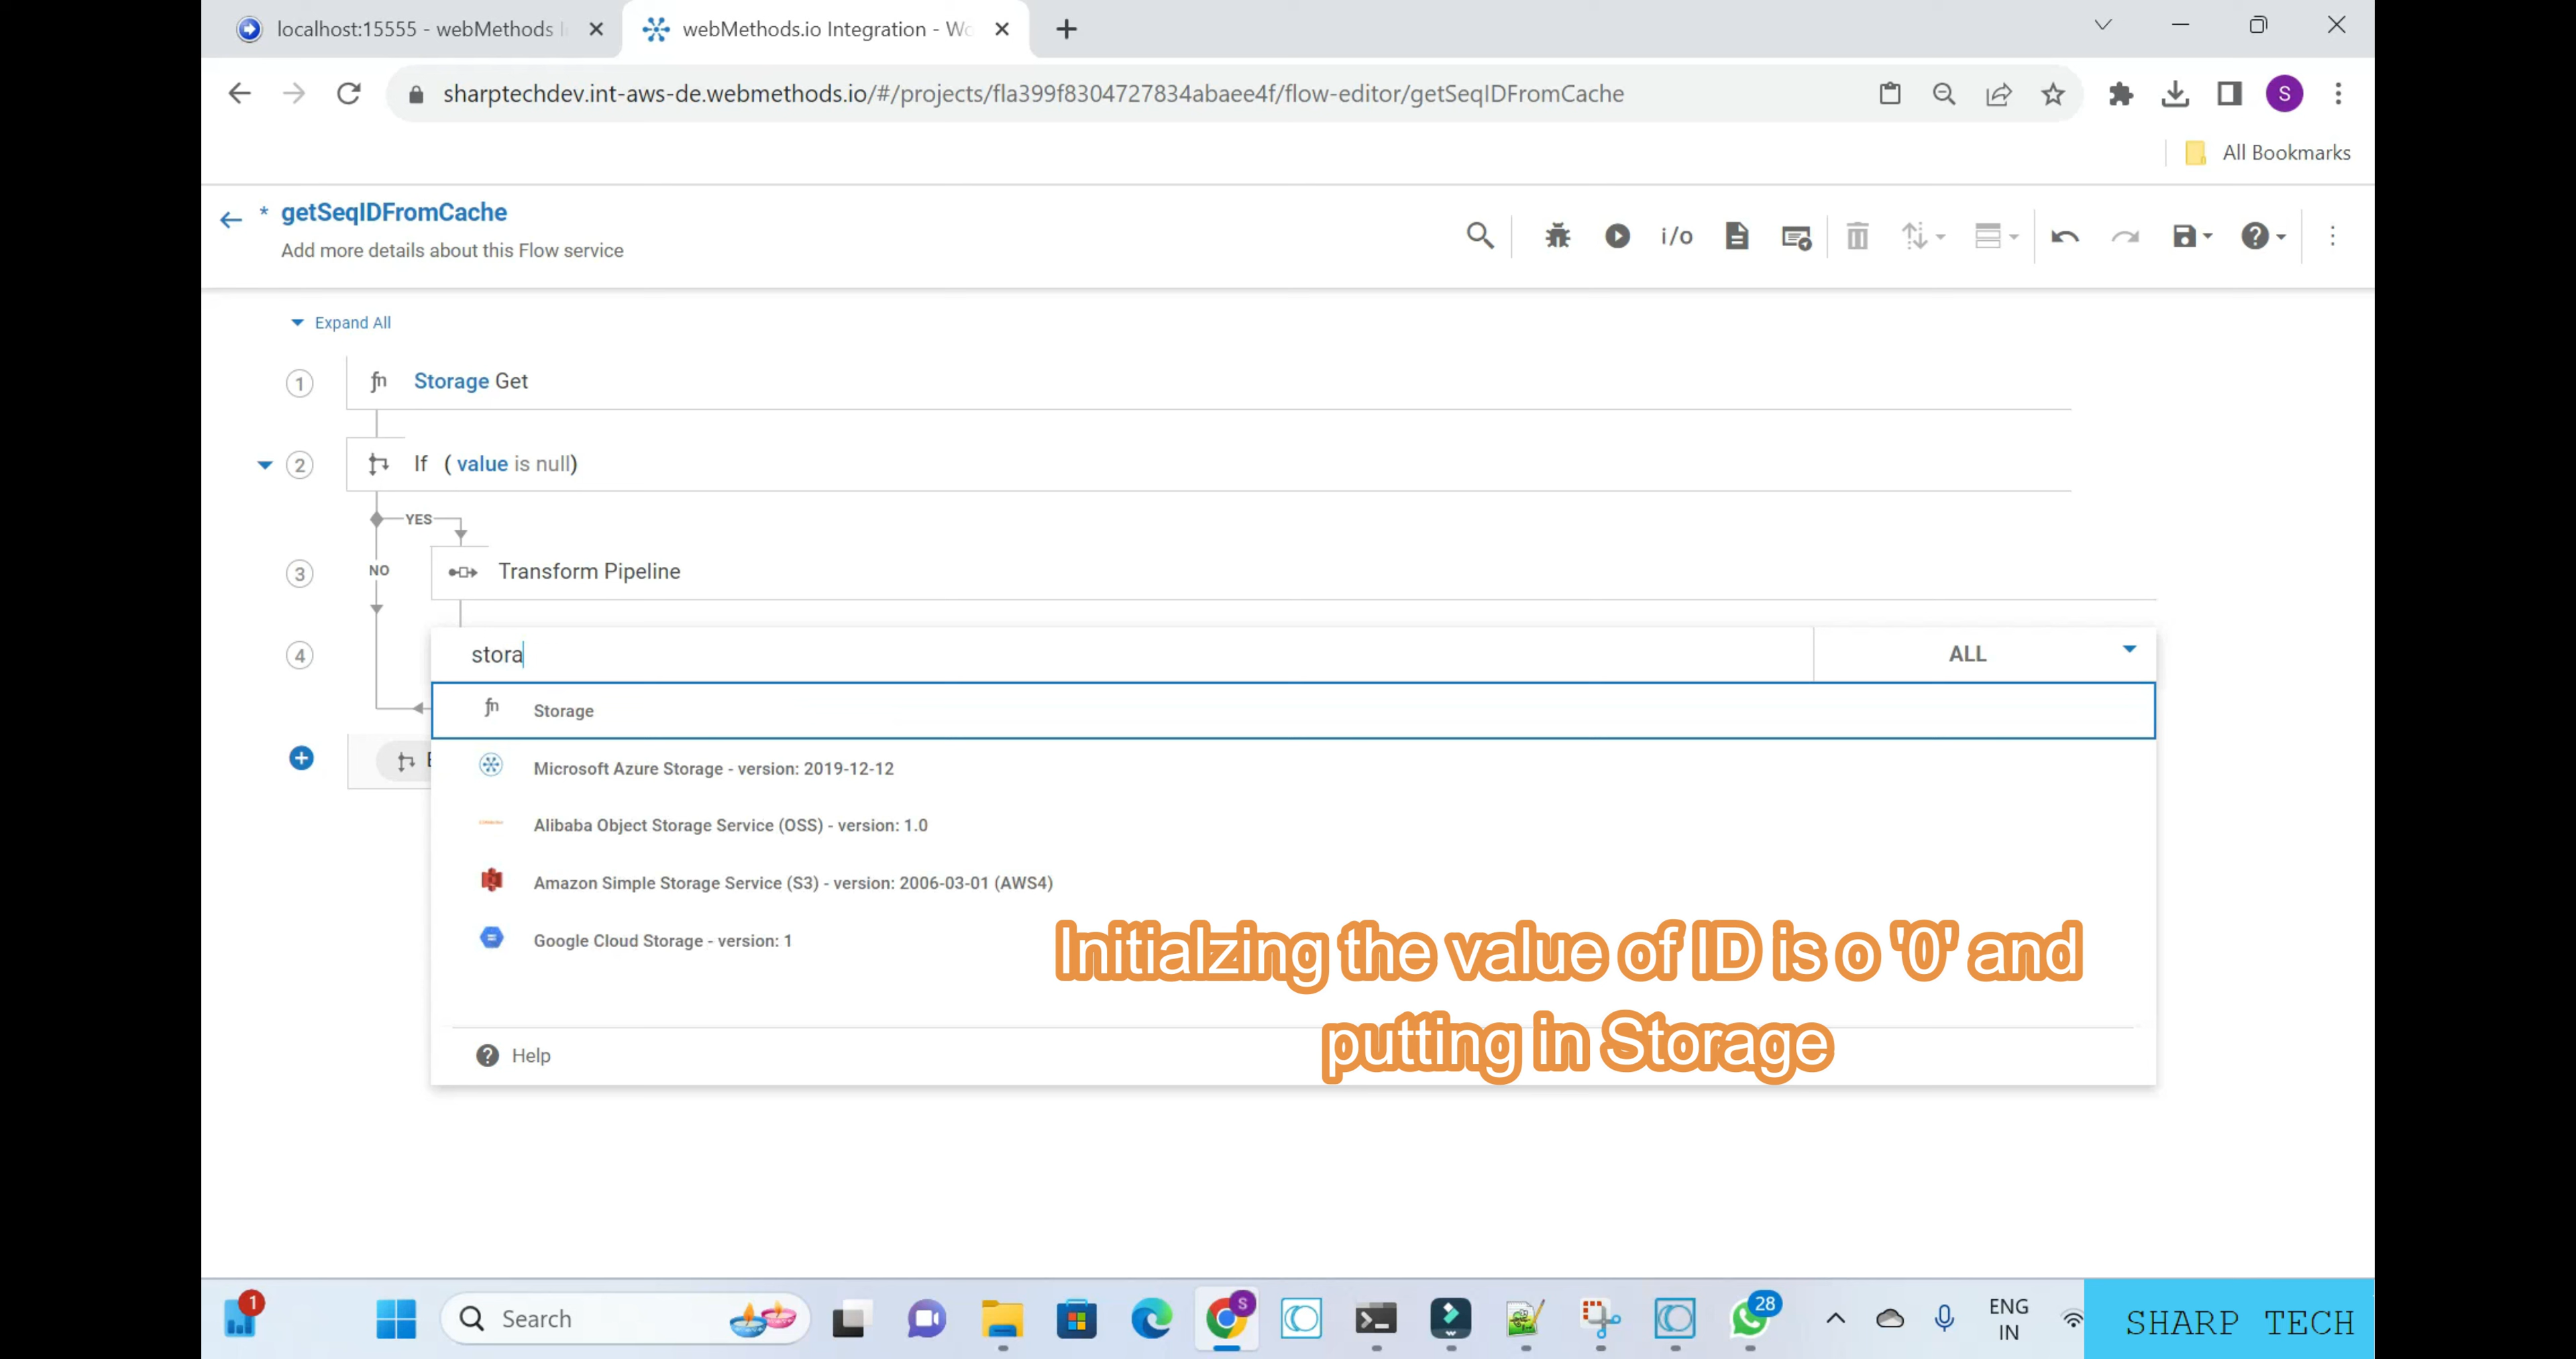 localhost:15555 - webMethods I
webMethods.io Integration - Wo
sharptechdev.int-aws-de.webmethods.io/#/projects/fla399f8304727834abaee4f/flow-editor/getSeqIDFromCache
S
All Bookmarks
* getSeqIDFromCache
Add more details about this Flow service
i/o
Expand All
1 fn Storage Get
2 If ( value is null)
YES
3 NO Transform Pipeline
4 stora ALL
fn Storage
Microsoft Azure Storage - version: 2019-12-12
Alibaba Object Storage Service (OSS) - version: 1.0
Amazon Simple Storage Service (S3) - version: 2006-03-01 (AWS4)
Google Cloud Storage - version: 1
Initialzing the value of ID is o '0' and
putting in Storage
Help
1
Search
S
28
ENG
IN
SHARP TECH